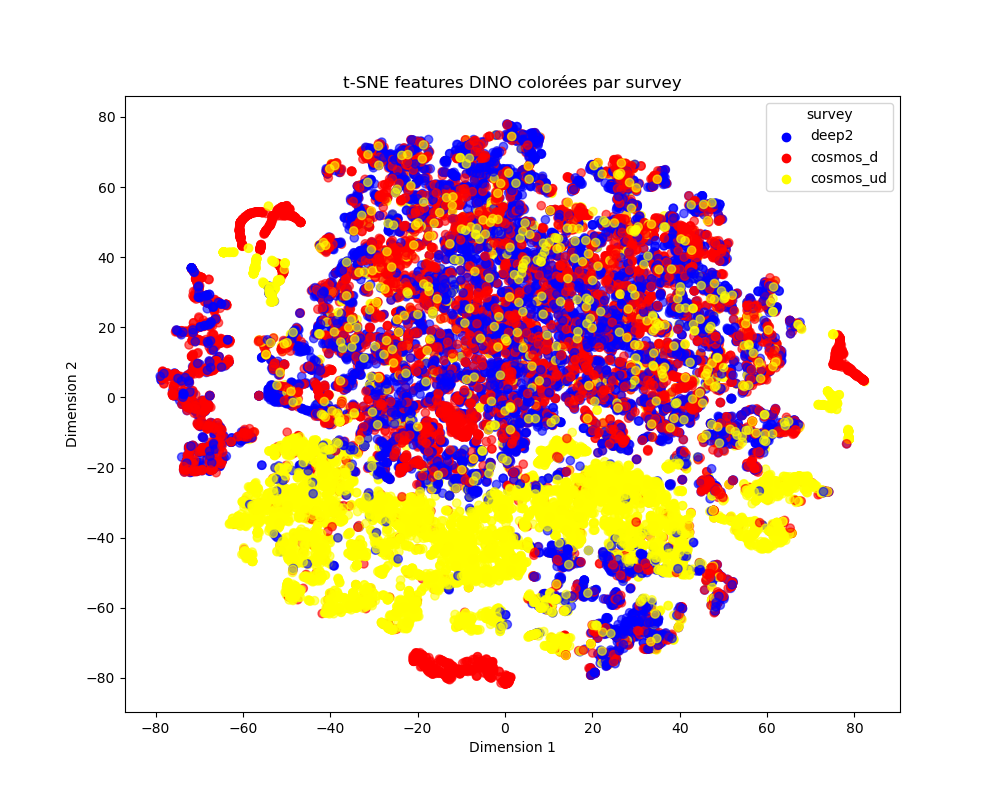 t-SNE features DINO colorées par survey
survey
deep2
cosmos_d
cosmos_ud
Dimension 2
80
60
40
20
0
−20
−40
−60
−80
−80
−60
−40
−20
0
20
40
60
80
Dimension 1